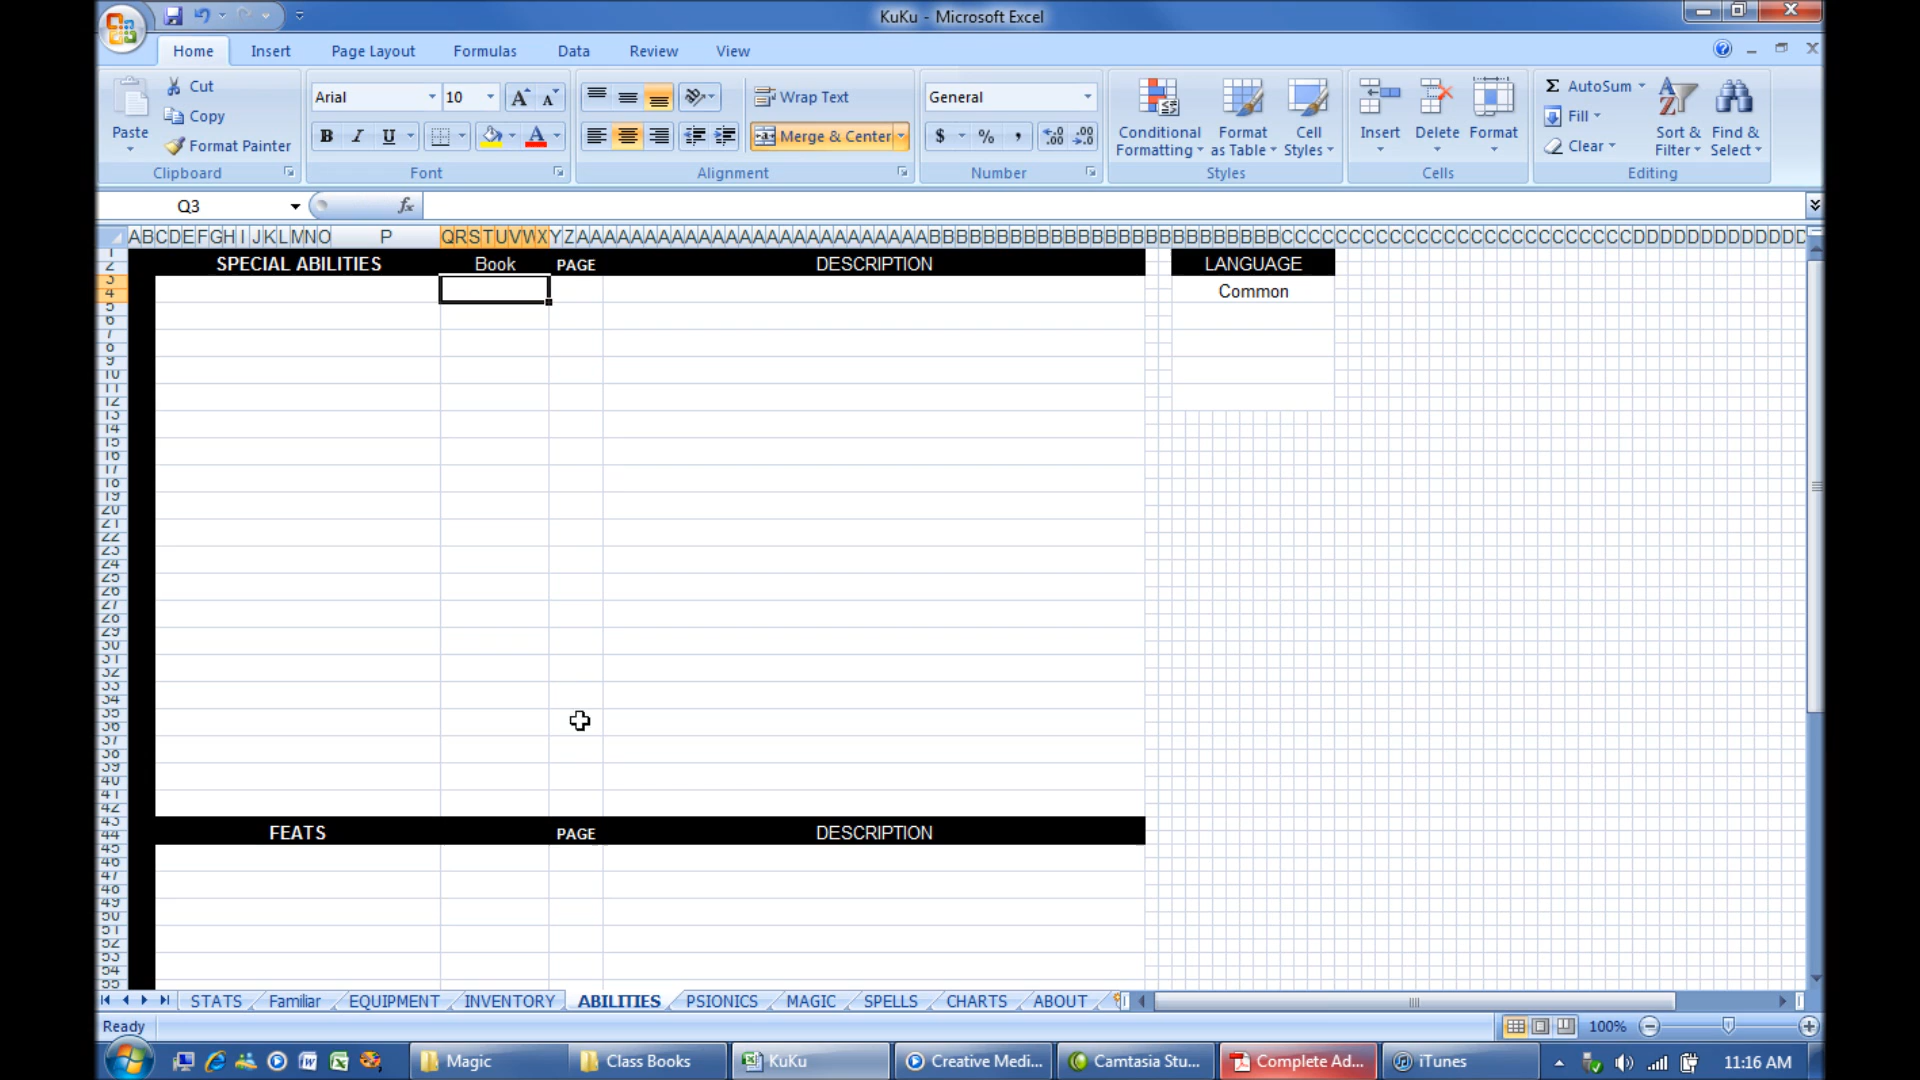 KuKu - Microsoft Excel
Home Insert Page Layout Formulas Data Review View
Paste Cut Copy Format Painter Clipboard
Arial 10 Font
Wrap Text Merge & Center Alignment
General $ % , Number
Conditional Formatting Format as Table Cell Styles Styles
Insert Delete Format Cells
AutoSum Fill Clear Sort & Filter Find & Select Editing
Q3 fx
SPECIAL ABILITIES Book PAGE DESCRIPTION LANGUAGE
Common
FEATS PAGE DESCRIPTION
STATS Familiar EQUIPMENT INVENTORY ABILITIES PSIONICS MAGIC SPELLS CHARTS ABOUT
Ready 100%
Magic Class Books KuKu Creative Medi... Camtasia Stu... Complete Ad... iTunes 11:16 AM